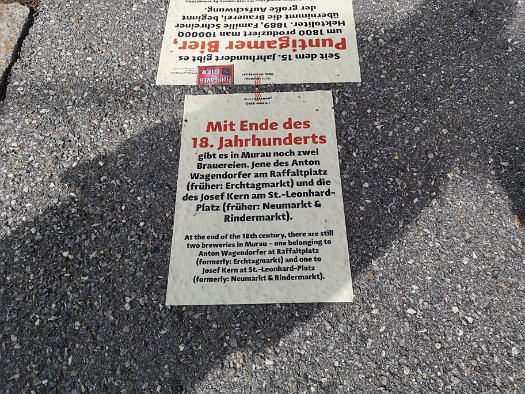 Seit dem 15. Jahrhundert gibt es
Puntigamer Bier,
um 1800 produziert man 100000
Hektoliter. 1889, Familie Schreiner
übernimmt die Brauerei, beginnt
der große Aufschwung.
PUNTIGAMER
BIER
Mit Ende des
18. Jahrhunderts
gibt es in Murau noch zwei
Brauereien. Jene des Anton
Wagendorfer am Raffaltplatz
(früher: Erchtagmarkt) und die
des Josef Kern am St.-Leonhard-
Platz (früher: Neumarkt &
Rindermarkt).
At the end of the 18th century, there are still
two breweries in Murau – one belonging to
Anton Wagendorfer at Raffaltplatz
(formerly: Erchtagmarkt) and one to
Josef Kern at St.-Leonhard-Platz
(formerly: Neumarkt & Rindermarkt).